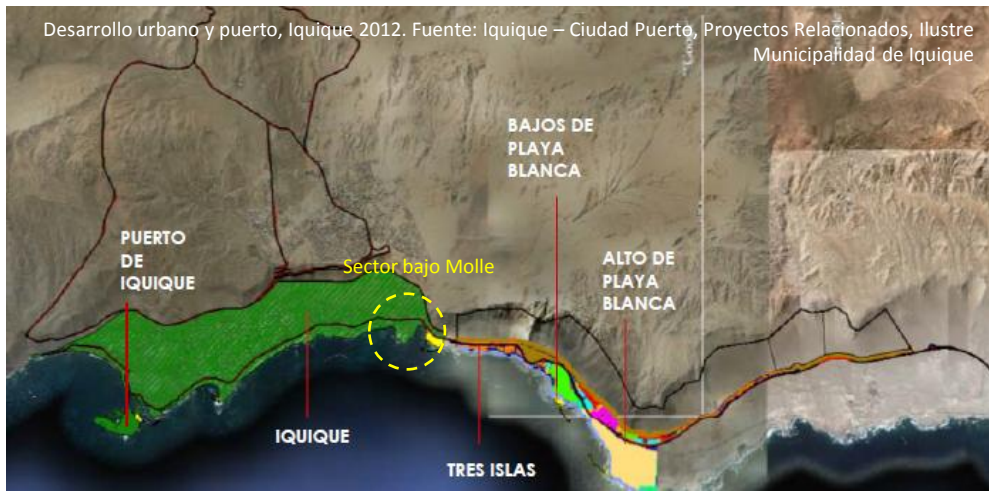 Desarrollo urbano y puerto, Iquique 2012. Fuente: Iquique – Ciudad Puerto, Proyectos Relacionados, Ilustre
Municipalidad de Iquique
BAJOS DE
PLAYA
BLANCA
PUERTO
DE
IQUIQUE
Sector bajo Molle
ALTO DE
PLAYA
BLANCA
IQUIQUE
TRES ISLAS